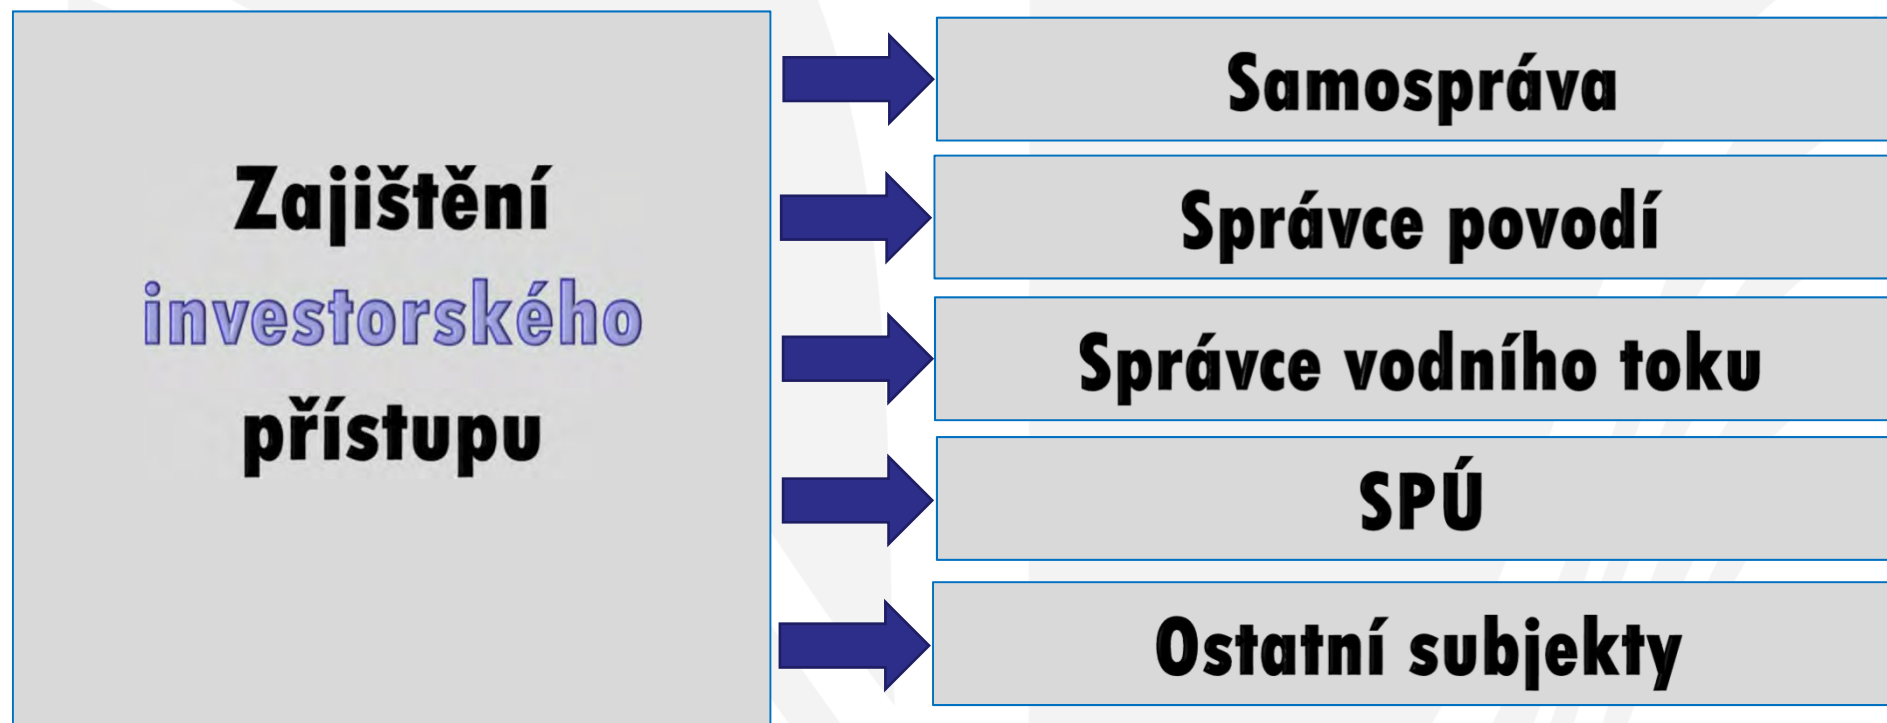 Zajištění
investorského
přístupu
Samospráva
Správce povodí
Správce vodního toku
SPÚ
Ostatní subjekty